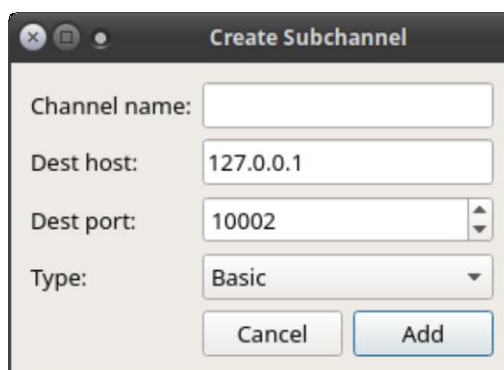 Create Subchannel
Channel name:
Dest host: 127.0.0.1
Dest port: 10002
Type: Basic
Cancel Add